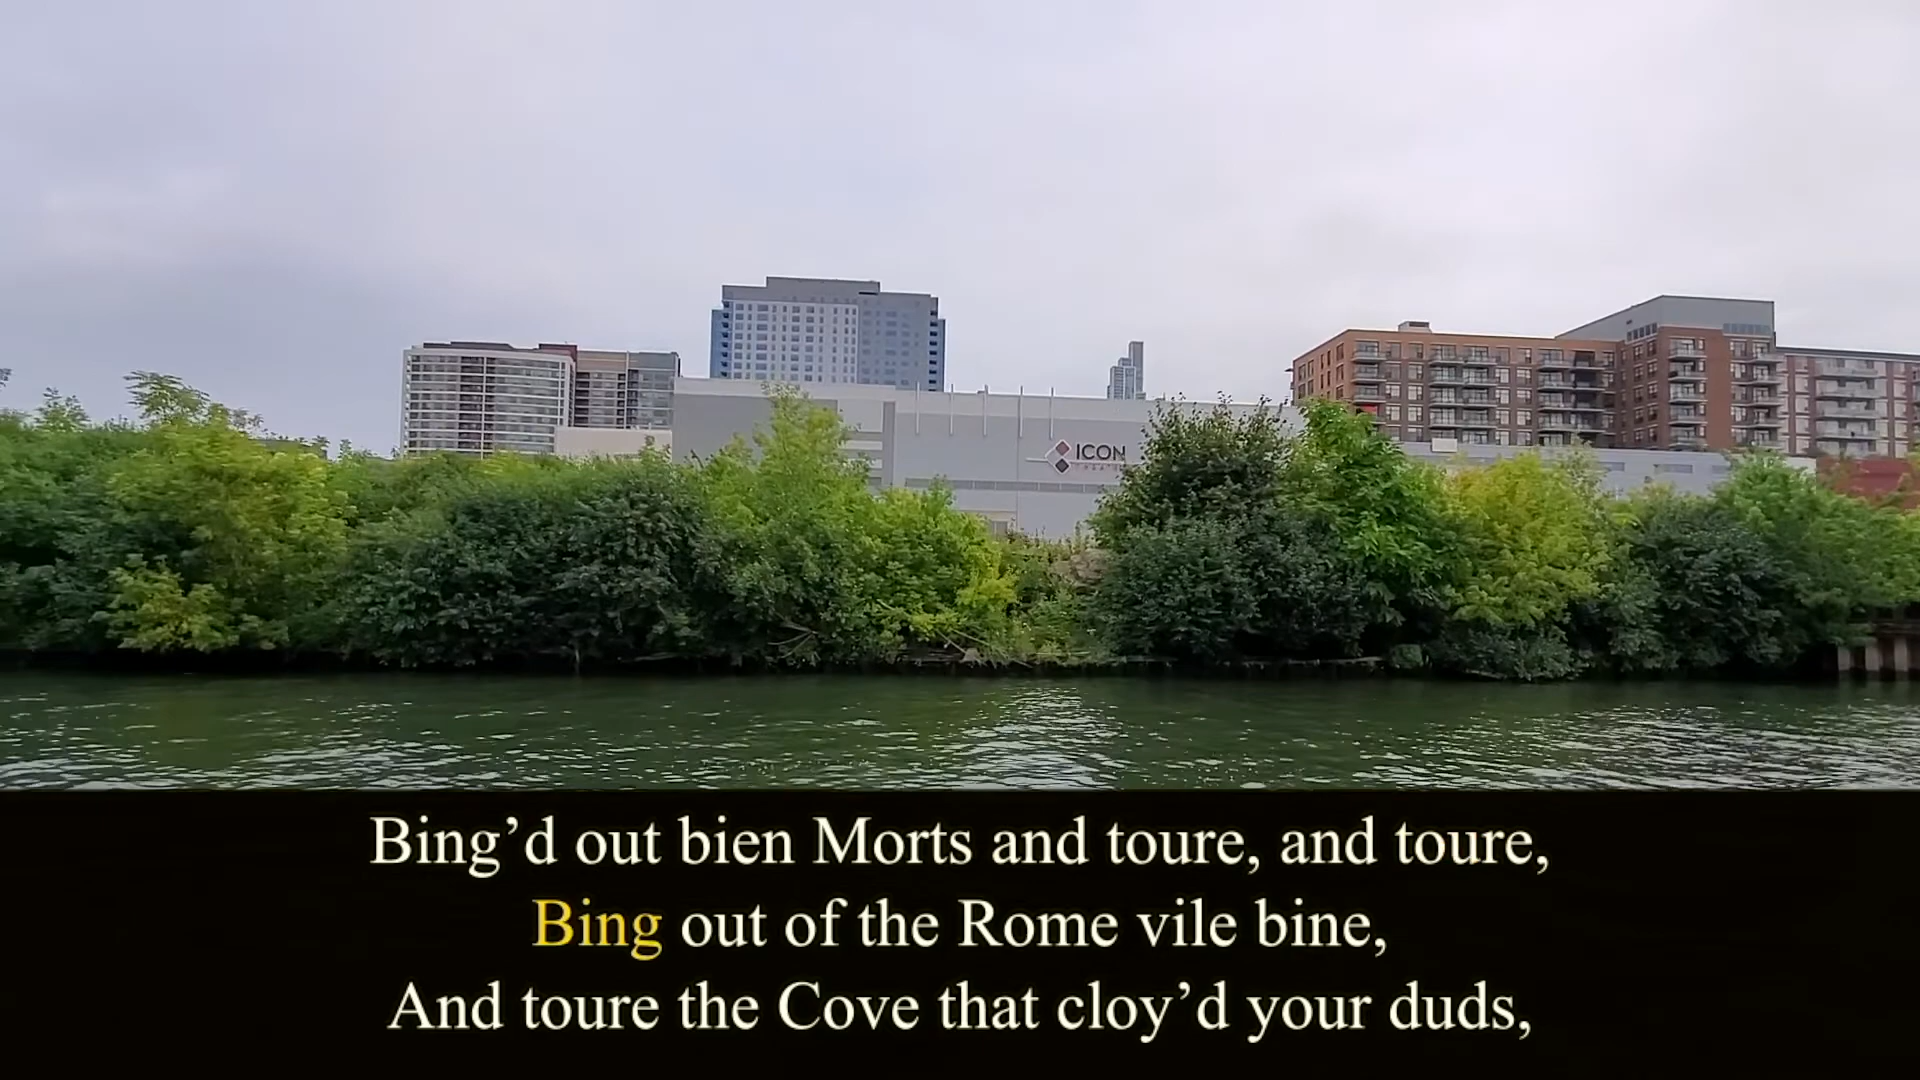 ICON
THEATER
Bing’d out bien Morts and toure, and toure,
Bing out of the Rome vile bine,
And toure the Cove that cloy’d your duds,